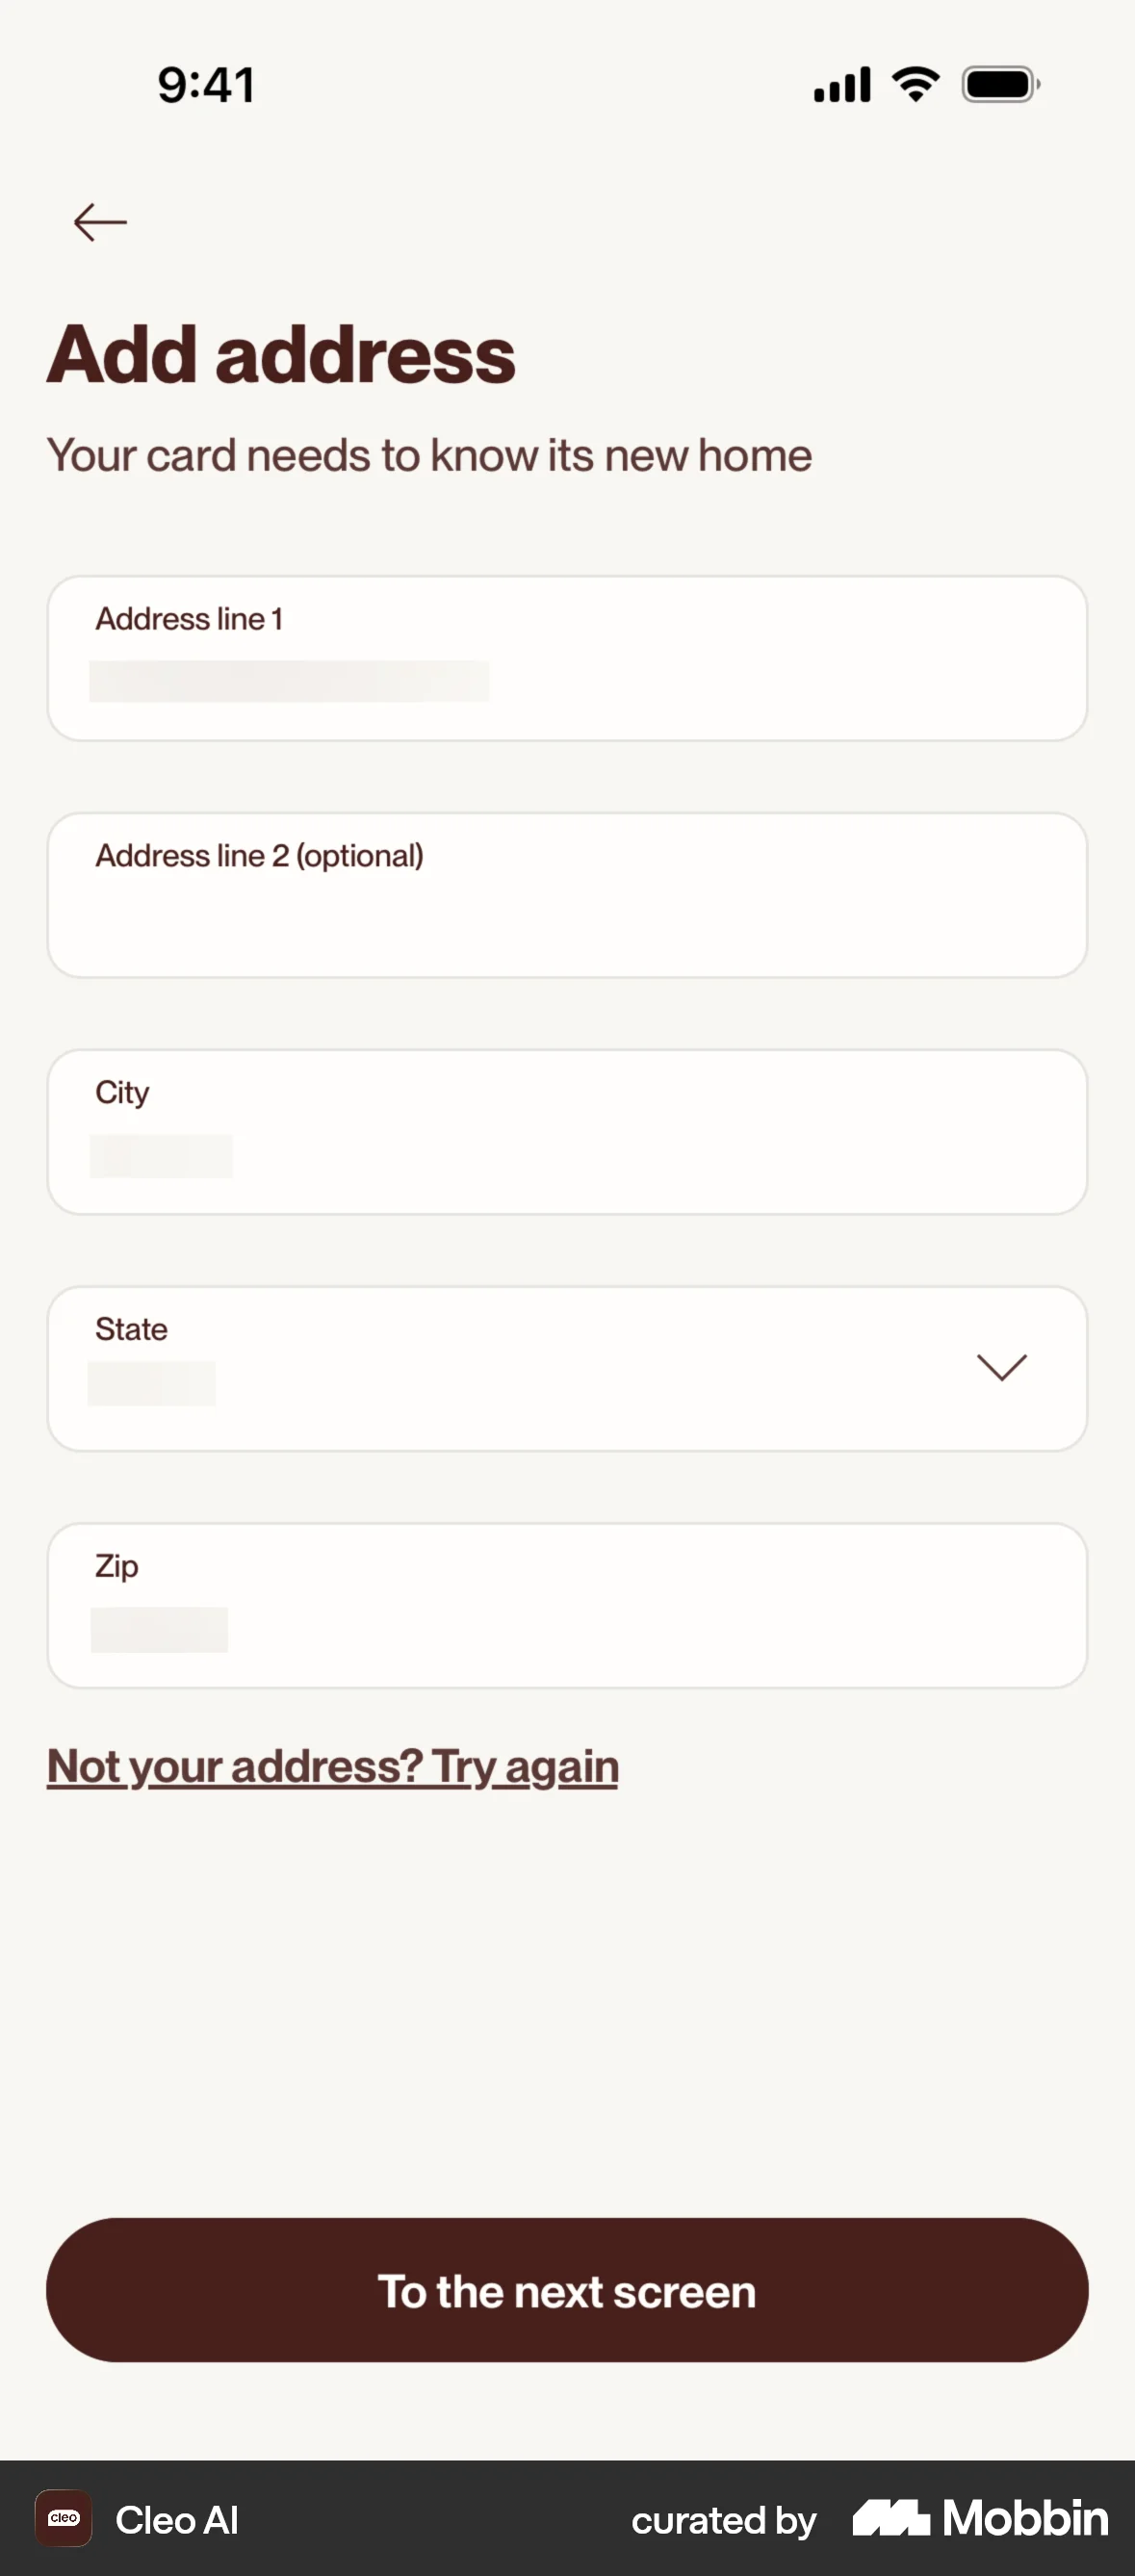 9:41
Add address
Your card needs to know its new home
Address line 1
Address line 2 (optional)
City
State
Zip
Not your address? Try again
To the next screen
cleo Cleo AI curated by Mobbin